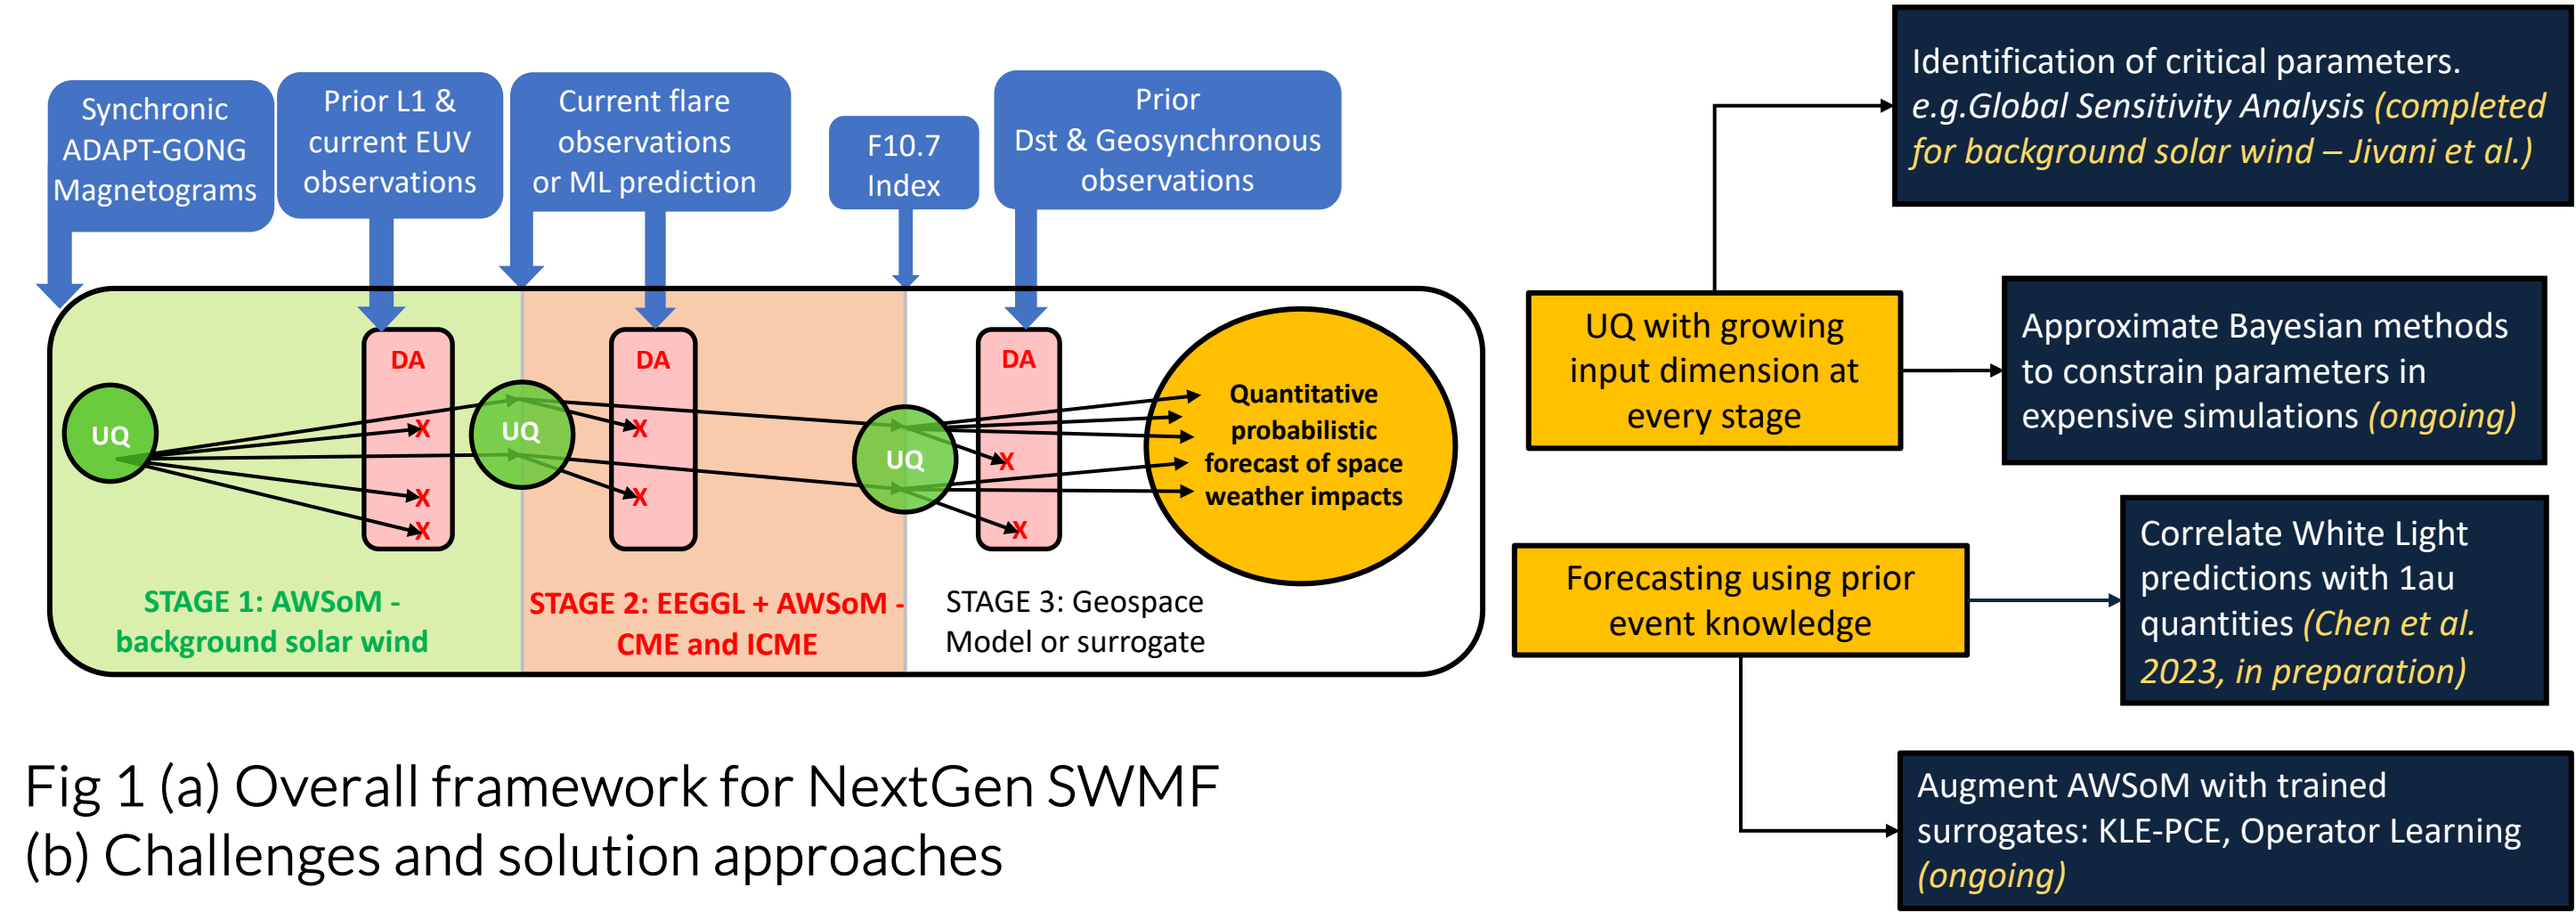 Synchronic
ADAPT-GONG
Magnetograms
Prior L1 &
current EUV
observations
Current flare
observations
or ML prediction
F10.7
Index
Prior
Dst & Geosynchronous
observations
UQ
DA
X
X
X
UQ
DA
X
X
UQ
DA
X
X
Quantitative
probabilistic
forecast of space
weather impacts
STAGE 1: AWSoM -
background solar wind
STAGE 2: EEGGL + AWSoM -
CME and ICME
STAGE 3: Geospace
Model or surrogate
Fig 1 (a) Overall framework for NextGen SWMF
(b) Challenges and solution approaches
Identification of critical parameters.
e.g.Global Sensitivity Analysis (completed
for background solar wind – Jivani et al.)
UQ with growing
input dimension at
every stage
Approximate Bayesian methods
to constrain parameters in
expensive simulations (ongoing)
Forecasting using prior
event knowledge
Correlate White Light
predictions with 1au
quantities (Chen et al.
2023, in preparation)
Augment AWSoM with trained
surrogates: KLE-PCE, Operator Learning
(ongoing)